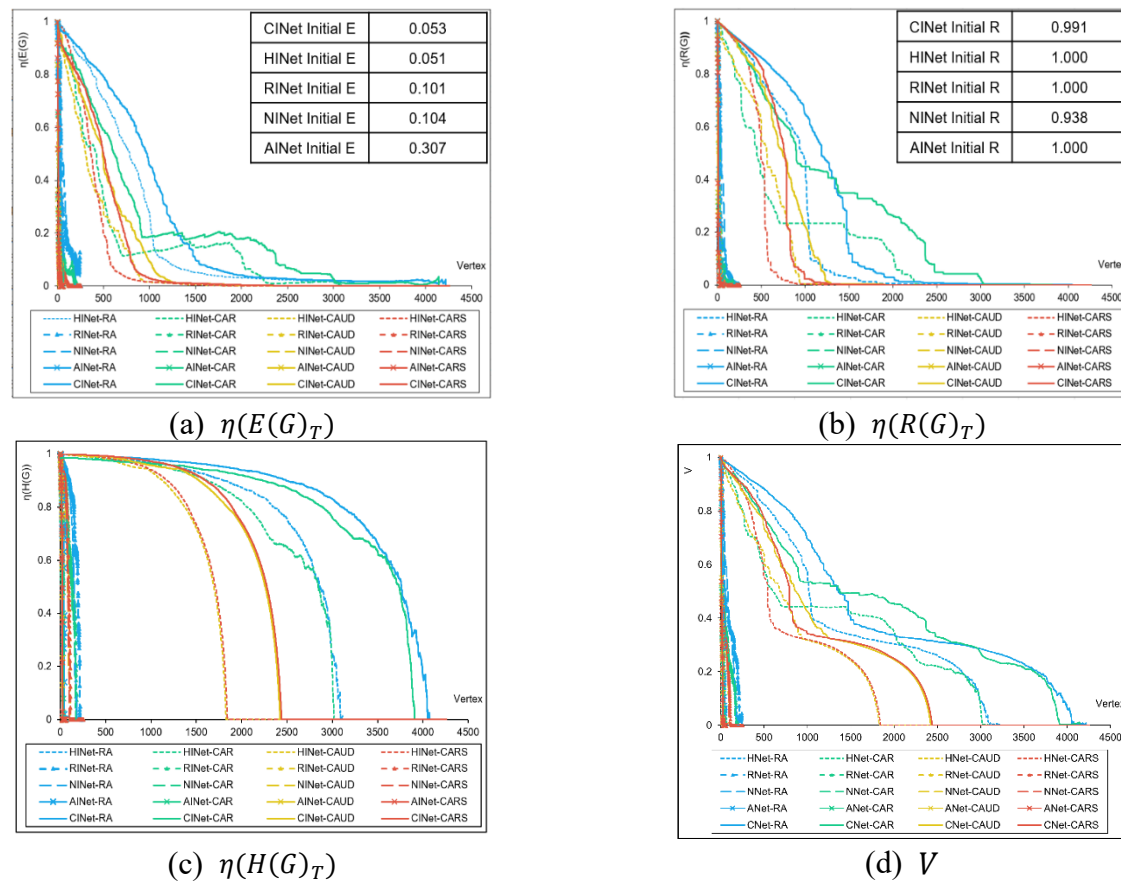 η(E(G))
1
0.8
0.6
0.4
0.2
0
0 500 1000 1500 2000 2500 3000 3500 4000 4500
Vertex
CINet Initial E 0.053
HINet Initial E 0.051
RINet Initial E 0.101
NINet Initial E 0.104
AINet Initial E 0.307
HINet-RA HINet-CAR HINet-CAUD HINet-CARS
RINet-RA RINet-CAR RINet-CAUD RINet-CARS
NINet-RA NINet-CAR NINet-CAUD NINet-CARS
AINet-RA AINet-CAR AINet-CAUD AINet-CARS
CINet-RA CINet-CAR CINet-CAUD CINet-CARS
(a) η(E(G)T)
η(R(G))
1
0.8
0.6
0.4
0.2
0
0 500 1000 1500 2000 2500 3000 3500 4000 4500
Vertex
CINet Initial R 0.991
HINet Initial R 1.000
RINet Initial R 1.000
NINet Initial R 0.938
AINet Initial R 1.000
HINet-RA HINet-CAR HINet-CAUD HINet-CARS
RINet-RA RINet-CAR RINet-CAUD RINet-CARS
NINet-RA NINet-CAR NINet-CAUD NINet-CARS
AINet-RA AINet-CAR AINet-CAUD AINet-CARS
CINet-RA CINet-CAR CINet-CAUD CINet-CARS
(b) η(R(G)T)
η(H(G))
1
0.8
0.6
0.4
0.2
0
0 500 1000 1500 2000 2500 3000 3500 4000 4500
Vertex
HINet-RA HINet-CAR HINet-CAUD HINet-CARS
RINet-RA RINet-CAR RINet-CAUD RINet-CARS
NINet-RA NINet-CAR NINet-CAUD NINet-CARS
AINet-RA AINet-CAR AINet-CAUD AINet-CARS
CINet-RA CINet-CAR CINet-CAUD CINet-CARS
(c) η(H(G)T)
V
1
0.8
0.6
0.4
0.2
0
0 500 1000 1500 2000 2500 3000 3500 4000 4500
Vertex
HNet-RA HNet-CAR HNet-CAUD HNet-CARS
RNet-RA RNet-CAR RNet-CAUD RNet-CARS
NNet-RA NNet-CAR NNet-CAUD NNet-CARS
ANet-RA ANet-CAR ANet-CAUD ANet-CARS
CNet-RA CNet-CAR CNet-CAUD CNet-CARS
(d) V